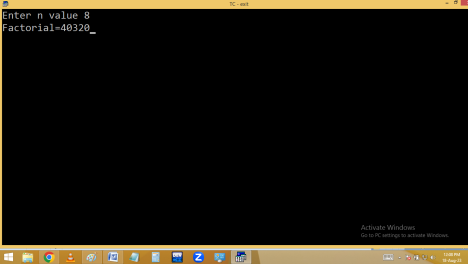 TC - exit
Enter n value 8
Factorial=40320_
Activate Windows
Go to PC settings to activate Windows.